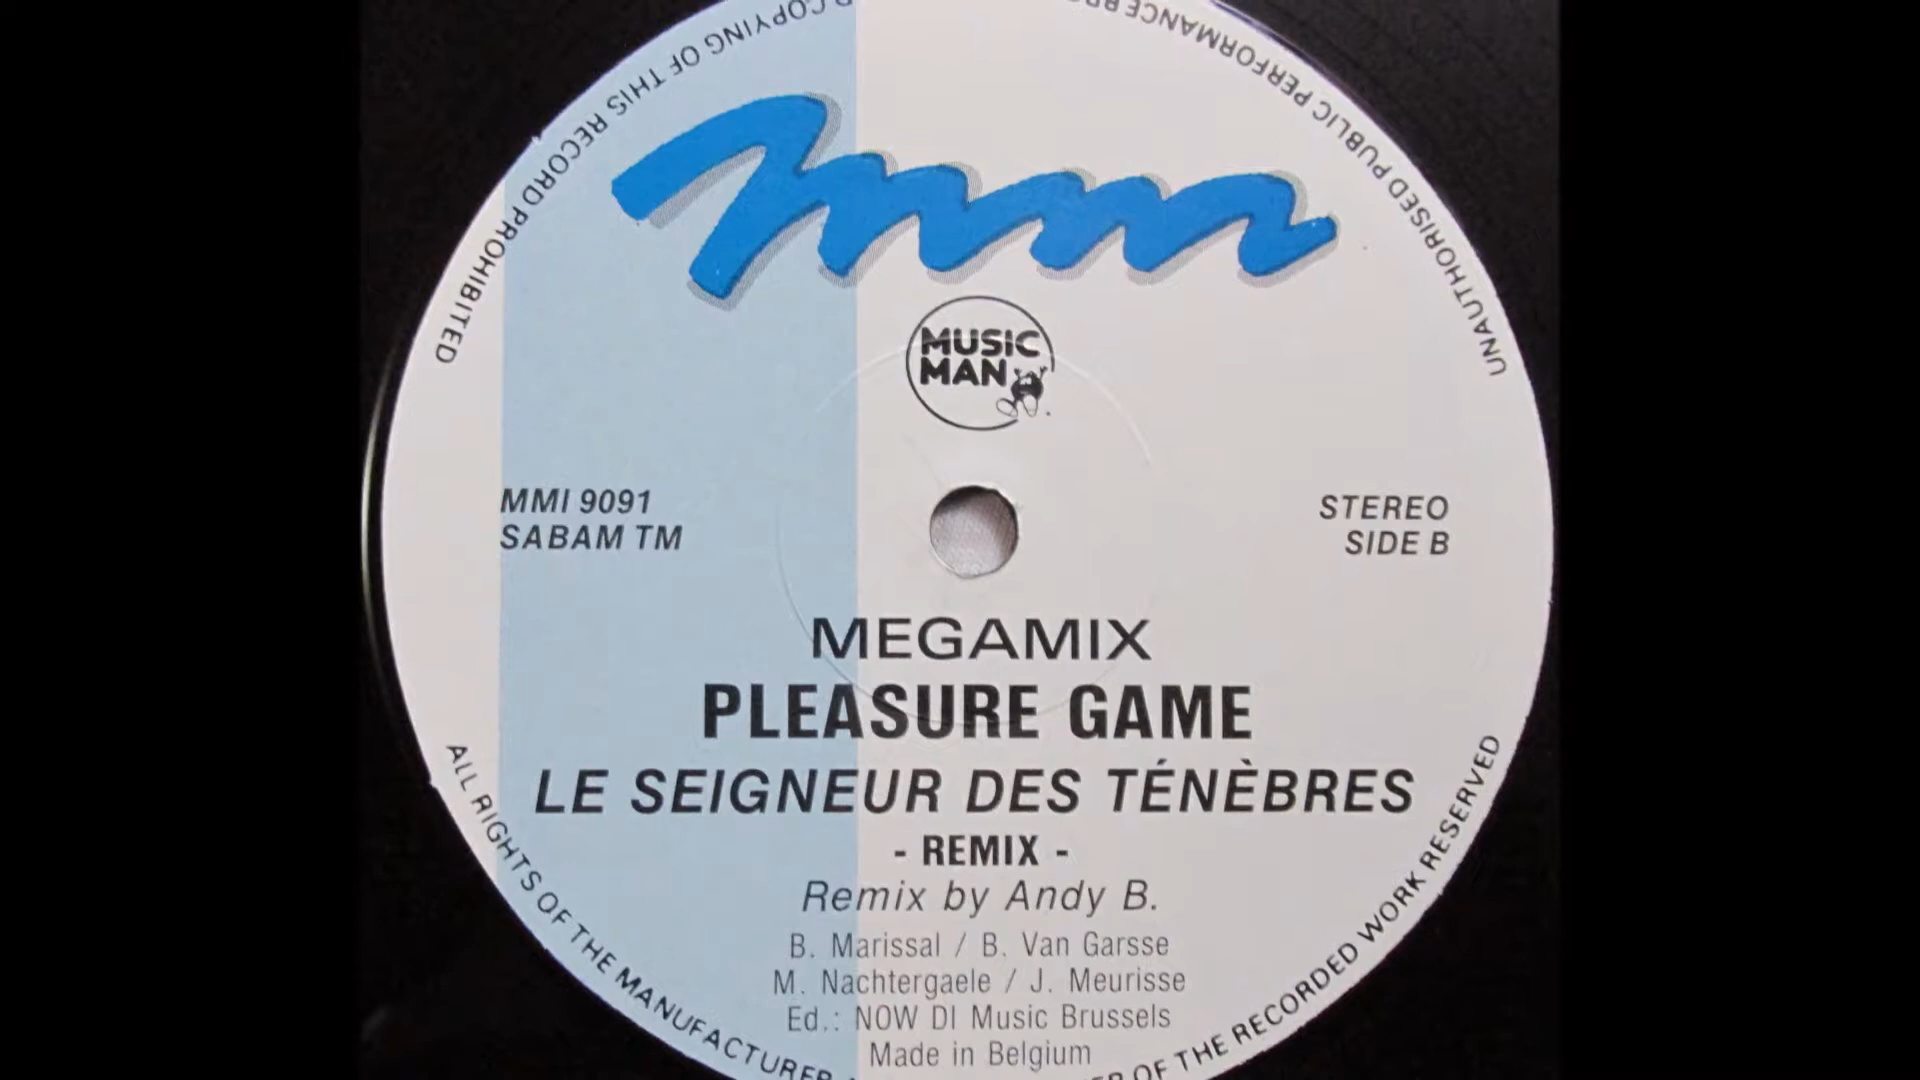 COPYING OF THIS RECORD PROHIBITED
UNAUTHORISED PUBLIC PERFORMANCE
MUSIC
MAN
MMI 9091
SABAM TM
STEREO
SIDE B
MEGAMIX
PLEASURE GAME
LE SEIGNEUR DES TÉNÈBRES
- REMIX -
Remix by Andy B.
B. Marissal / B. Van Garsse
M. Nachtergaele / J. Meurisse
Ed.: NOW DI Music Brussels
Made in Belgium
ALL RIGHTS OF THE MANUFACTURER
OF THE RECORDED WORK RESERVED